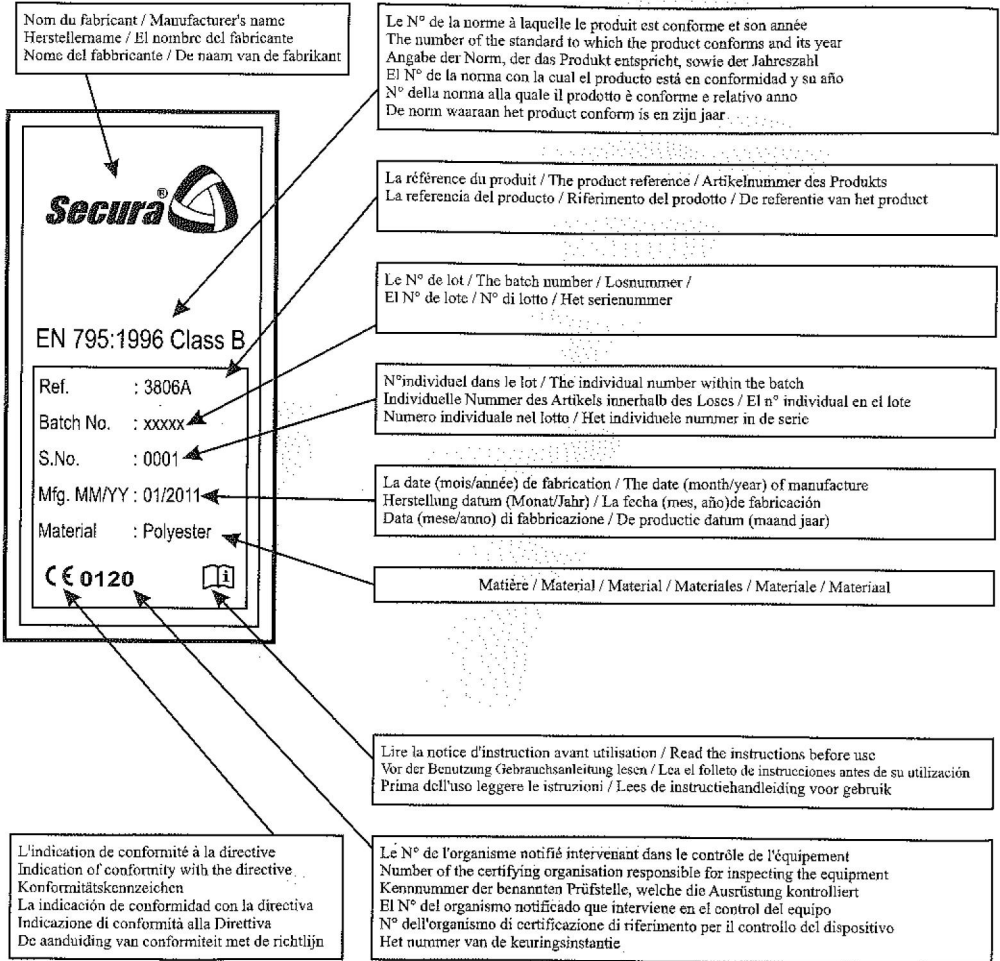 Nom du fabricant / Manufacturer's name
Herstellername / El nombre del fabricante
Nome del fabbricante / De naam van de fabrikant
Le N° de la norme à laquelle le produit est conforme et son année
The number of the standard to which the product conforms and its year
Angabe der Norm, der das Produkt entspricht, sowie der Jahreszahl
El N° de la norma con la cual el producto está en conformidad y su año
N° della norma alla quale il prodotto è conforme e relativo anno
De norm waaraan het product conform is en zijn jaar
La référence du produit / The product reference / Artikelnummer des Produkts
La referencia del producto / Riferimento del prodotto / De referentie van het product
Le N° de lot / The batch number / Losnummer /
El N° de lote / N° di lotto / Het serienummer
N°individuel dans le lot / The individual number within the batch
Individuelle Nummer des Artikels innerhalb des Loses / El n° individual en el lote
Numero individuale nel lotto / Het individuele nummer in de serie
La date (mois/année) de fabrication / The date (month/year) of manufacture
Herstellung datum (Monat/Jahr) / La fecha (mes, año)de fabricación
Data (mese/anno) di fabbricazione / De productie datum (maand jaar)
Matière / Material / Material / Materiales / Materiale / Materiaal
Secura®
EN 795:1996 Class B
Ref. : 3806A
Batch No. : xxxxx
S.No. : 0001
Mfg. MM/YY : 01/2011
Material : Polyester
CE 0120
i
Lire la notice d'instruction avant utilisation / Read the instructions before use
Vor der Benutzung Gebrauchsanleitung lesen / Lea el folleto de instrucciones antes de su utilización
Prima dell'uso leggere le istruzioni / Lees de instructiehandleiding voor gebruik
L'indication de conformité à la directive
Indication of conformity with the directive
Konformitätskennzeichen
La indicación de conformidad con la directiva
Indicazione di conformità alla Direttiva
De aanduiding van conformiteit met de richtlijn
Le N° de l'organisme notifié intervenant dans le contrôle de l'équipement
Number of the certifying organisation responsible for inspecting the equipment
Kennnummer der benannten Prüfstelle, welche die Ausrüstung kontrolliert
El N° del organismo notificado que interviene en el control del equipo
N° dell'organismo di certificazione di riferimento per il controllo del dispositivo
Het nummer van de keuringsinstantie